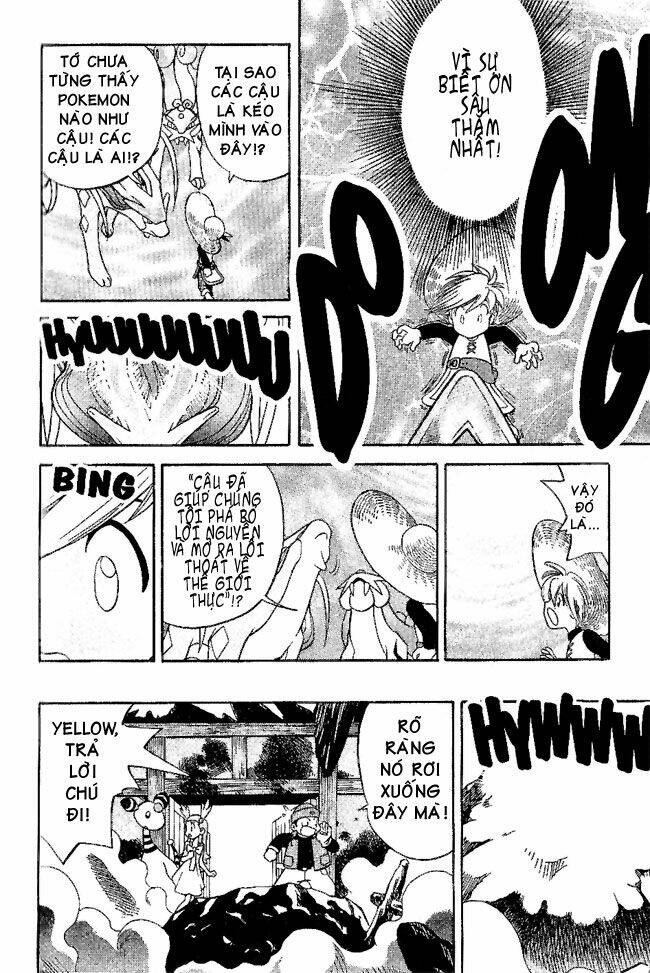 VÌ SỰ
BIẾT ƠN
SÂU
THẲM
NHẤT!
DO
ON
G
TẠI SAO
CÁC CẬU
LÀ KÉO
MÌNH VÀO
ĐÂY!?
TỚ CHƯA
TỪNG THẤY
POKEMON
NÀO NHƯ
CẬU! CÁC
CẬU LÀ AI!?
HYUUUUUUUUU
VẬY
ĐÓ
LÀ...
"CẬU ĐÃ
GIÚP CHÚNG
TÔI PHÁ BỎ
LỜI NGUYỀN
VÀ MỞ RA LỐI
THOÁT VỀ
THẾ GIỚI
THỰC"!?
BING
HYWWW
RÕ
RÀNG
NÓ RƠI
XUỐNG
ĐÂY MÀ!
YELLOW,
TRẢ
LỜI
CHÚ
ĐI!